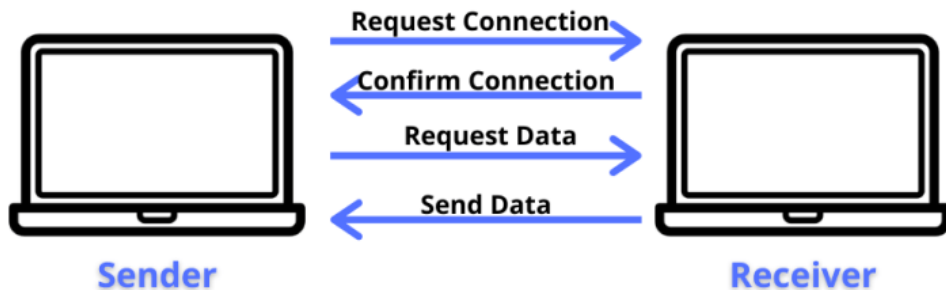 Request Connection
Confirm Connection
Request Data
Send Data
Sender
Receiver